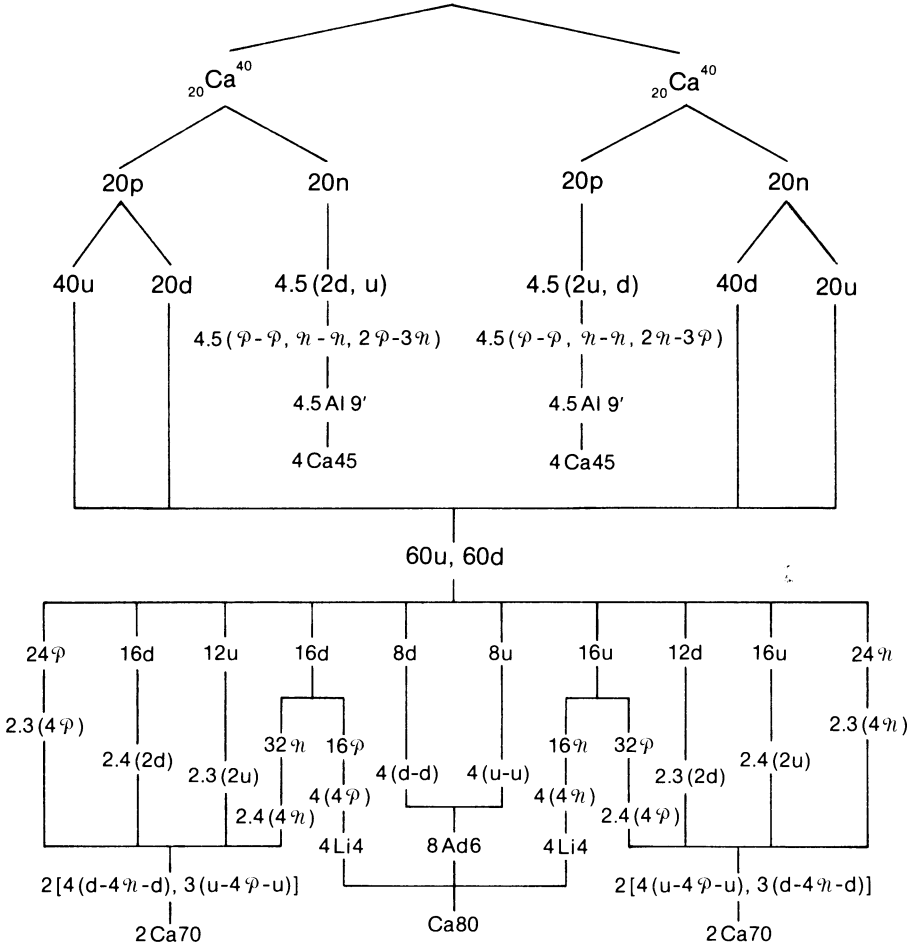 ₂₀Ca⁴⁰ ₂₀Ca⁴⁰
20p 20n 20p 20n
40u 20d 4.5 (2d, u) 4.5 (2u, d) 40d 20u
4.5 (𝒫-𝒫, 𝓃-𝓃, 2𝒫-3𝓃) 4.5 (𝒫-𝒫, 𝓃-𝓃, 2𝓃-3𝒫)
4.5 Al 9′ 4.5 Al 9′
4 Ca45 4 Ca45
60u, 60d
24𝒫 16d 12u 16d 8d 8u 16u 12d 16u 24𝓃
2.3 (4𝒫) 2.3 (4𝓃)
32𝓃 16𝒫 16𝓃 32𝒫
2.4 (2d) 2.4 (2u)
2.3 (2u) 4 (d-d) 4 (u-u) 2.3 (2d)
4 (4𝒫) 4 (4𝓃)
2.4 (4𝓃) 2.4 (4𝒫)
4 Li4 8 Ad6 4 Li4
2 [4 (d-4𝓃-d), 3 (u-4𝒫-u)] 2 [4 (u-4𝒫-u), 3 (d-4𝓃-d)]
2 Ca70 Ca80 2 Ca70